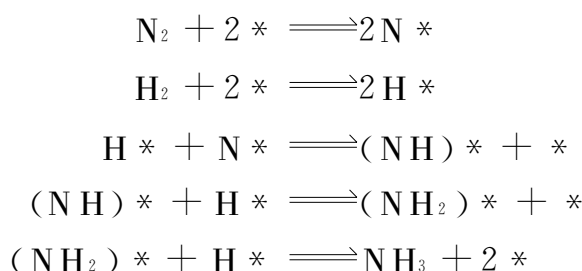 N₂ + 2 * ⇌ 2N *
H₂ + 2 * ⇌ 2H *
H * + N * ⇌ (NH) * + *
(NH) * + H * ⇌ (NH₂) * + *
(NH₂) * + H * ⇌ NH₃ + 2 *